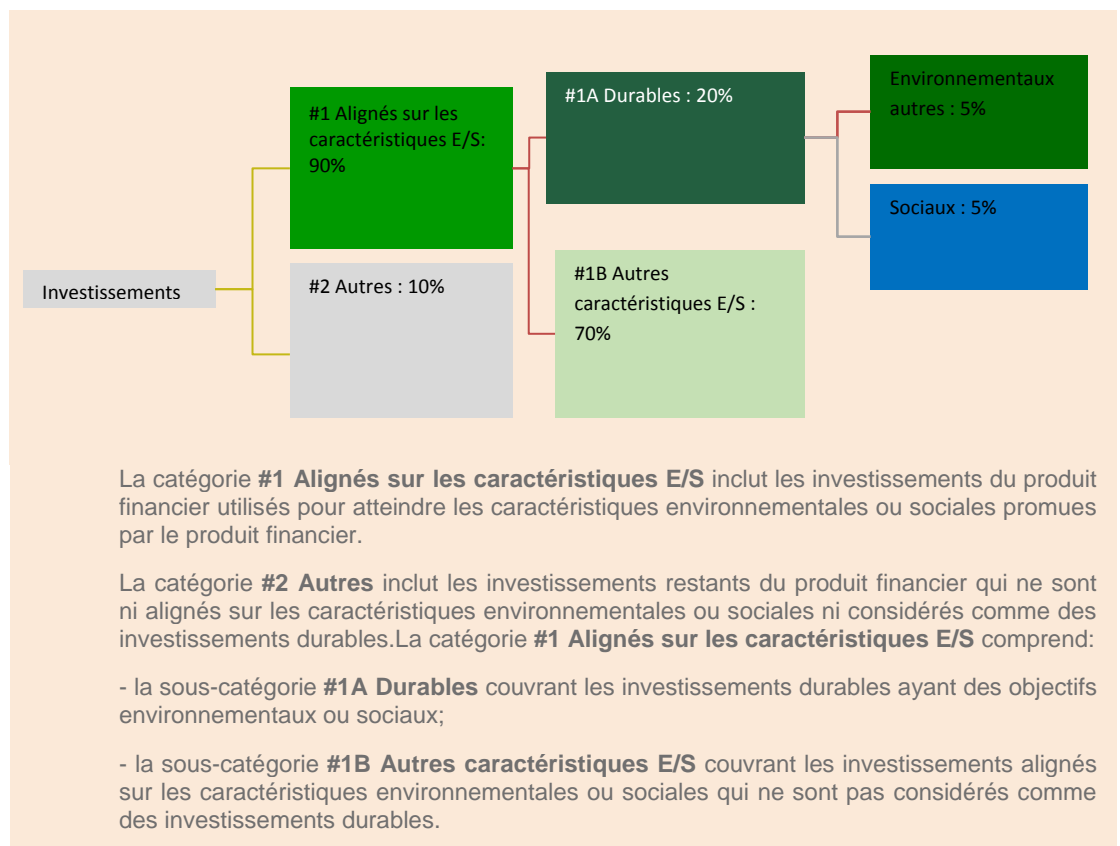 Investissements
#1 Alignés sur les
caractéristiques E/S:
90%
#2 Autres : 10%
#1A Durables : 20%
#1B Autres
caractéristiques E/S :
70%
Environnementaux
autres : 5%
Sociaux : 5%
La catégorie #1 Alignés sur les caractéristiques E/S inclut les investissements du produit
financier utilisés pour atteindre les caractéristiques environnementales ou sociales promues
par le produit financier.
La catégorie #2 Autres inclut les investissements restants du produit financier qui ne sont
ni alignés sur les caractéristiques environnementales ou sociales ni considérés comme des
investissements durables.La catégorie #1 Alignés sur les caractéristiques E/S comprend:
- la sous-catégorie #1A Durables couvrant les investissements durables ayant des objectifs
environnementaux ou sociaux;
- la sous-catégorie #1B Autres caractéristiques E/S couvrant les investissements alignés
sur les caractéristiques environnementales ou sociales qui ne sont pas considérés comme
des investissements durables.